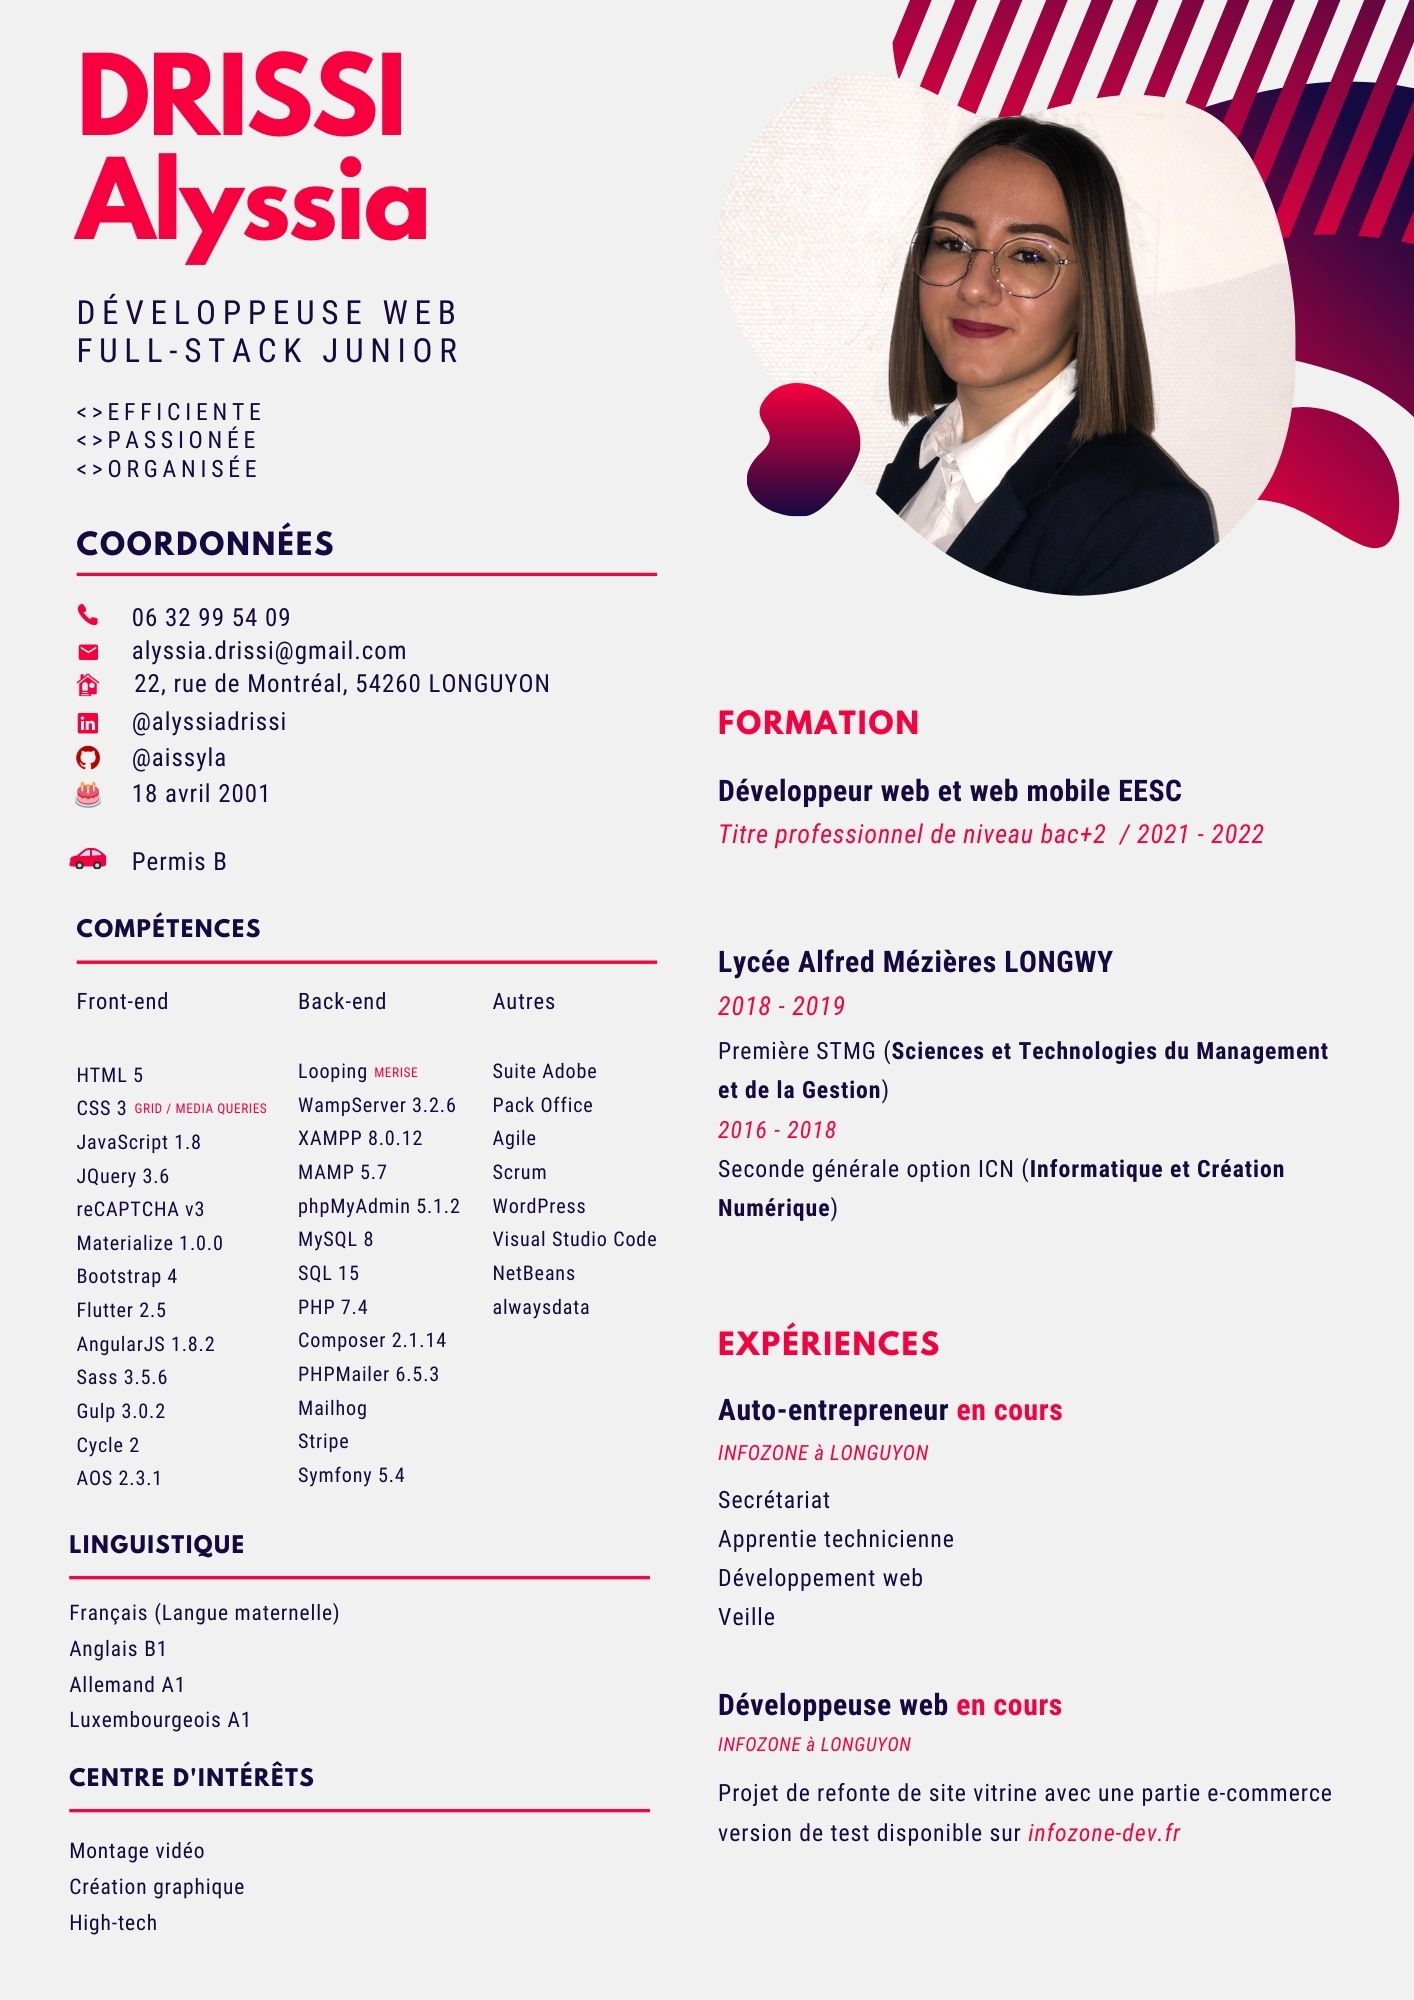 DRISSI
Alyssia
DÉVELOPPEUSE WEB
FULL-STACK JUNIOR
<>EFFICIENTE
<>PASSIONÉE
<>ORGANISÉE
COORDONNÉES
06 32 99 54 09
alyssia.drissi@gmail.com
22, rue de Montréal, 54260 LONGUYON
@alyssiadrissi
@aissyla
18 avril 2001
Permis B
COMPÉTENCES
Front-end
HTML 5
CSS 3 GRID / MEDIA QUERIES
JavaScript 1.8
JQuery 3.6
reCAPTCHA v3
Materialize 1.0.0
Bootstrap 4
Flutter 2.5
AngularJS 1.8.2
Sass 3.5.6
Gulp 3.0.2
Cycle 2
AOS 2.3.1
Back-end
Looping MERISE
WampServer 3.2.6
XAMPP 8.0.12
MAMP 5.7
phpMyAdmin 5.1.2
MySQL 8
SQL 15
PHP 7.4
Composer 2.1.14
PHPMailer 6.5.3
Mailhog
Stripe
Symfony 5.4
Autres
Suite Adobe
Pack Office
Agile
Scrum
WordPress
Visual Studio Code
NetBeans
alwaysdata
LINGUISTIQUE
Français (Langue maternelle)
Anglais B1
Allemand A1
Luxembourgeois A1
CENTRE D'INTÉRÊTS
Montage vidéo
Création graphique
High-tech
FORMATION
Développeur web et web mobile EESC
Titre professionnel de niveau bac+2 / 2021 - 2022
Lycée Alfred Mézières LONGWY
2018 - 2019
Première STMG (Sciences et Technologies du Management
et de la Gestion)
2016 - 2018
Seconde générale option ICN (Informatique et Création
Numérique)
EXPÉRIENCES
Auto-entrepreneur en cours
INFOZONE à LONGUYON
Secrétariat
Apprentie technicienne
Développement web
Veille
Développeuse web en cours
INFOZONE à LONGUYON
Projet de refonte de site vitrine avec une partie e-commerce
version de test disponible sur infozone-dev.fr